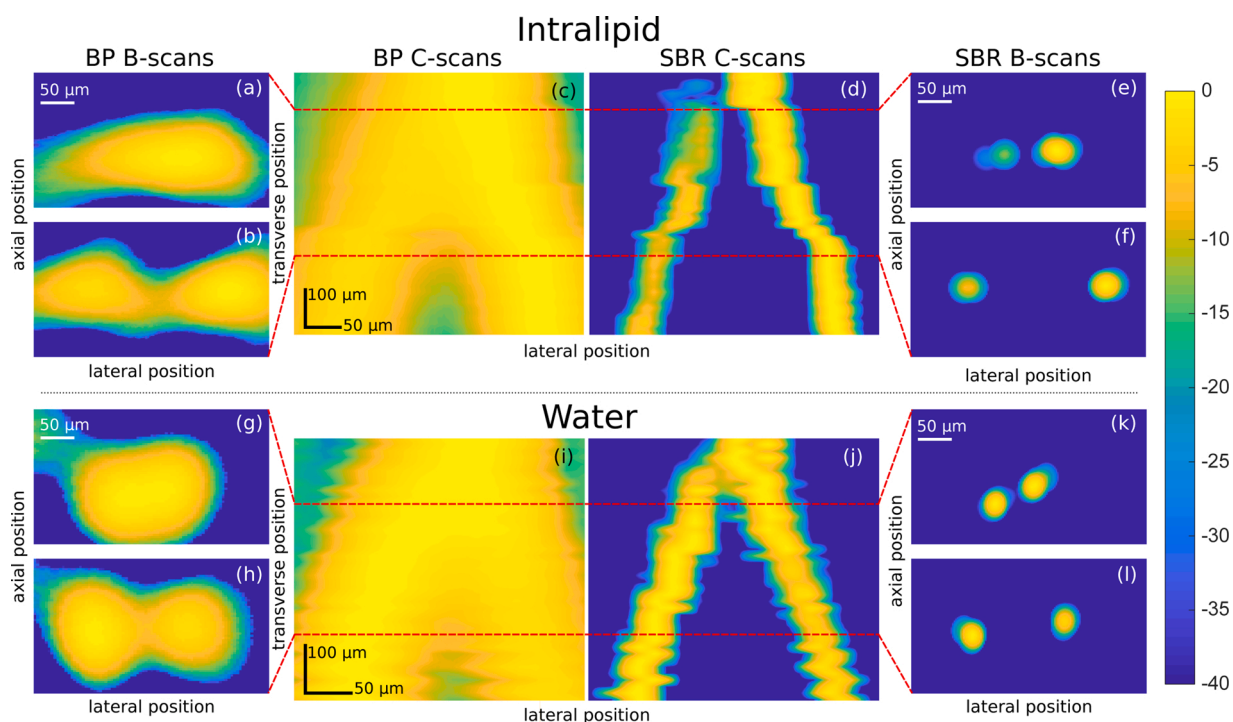 Intralipid
BP B-scans
BP C-scans
SBR C-scans
SBR B-scans
50 µm
(a)
(c)
(d)
50 µm
(e)
0
-5
-10
-15
-20
-25
-30
-35
-40
axial position
(b)
transverse position
100 µm
50 µm
axial position
(f)
lateral position
lateral position
lateral position
Water
50 µm
(g)
(i)
(j)
50 µm
(k)
axial position
(h)
transverse position
100 µm
50 µm
axial position
(l)
lateral position
lateral position
lateral position